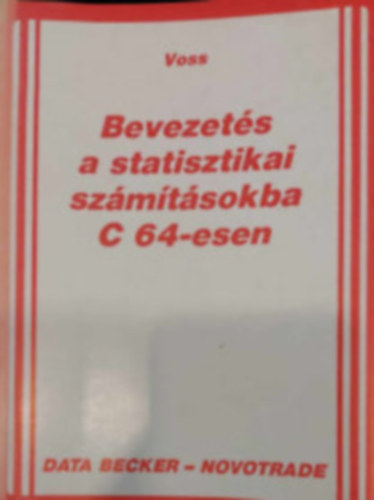 Voss
Bevezetés
a statisztikai
számításokba
C 64-esen
DATA BECKER - NOVOTRADE